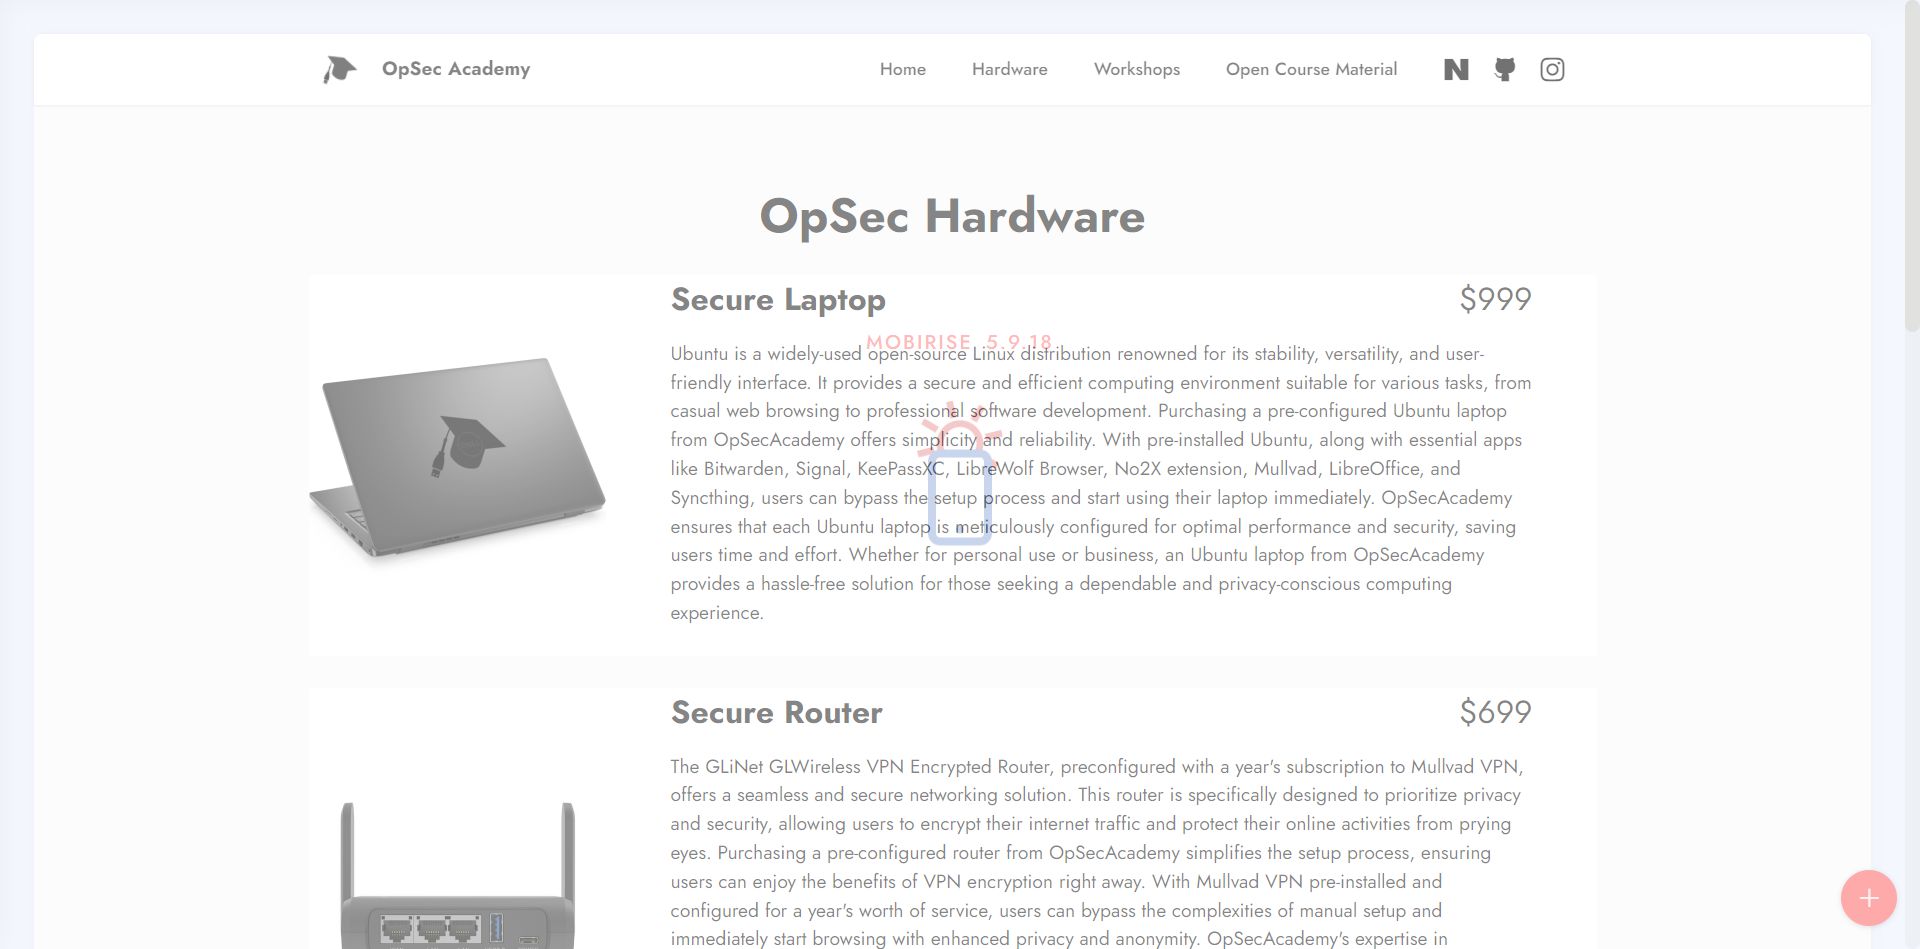 OpSec Academy
Home
Hardware
Workshops
Open Course Material
OpSec Hardware
Secure Laptop
$999
MOBIRISE 5.9.18
Ubuntu is a widely-used open-source Linux distribution renowned for its stability, versatility, and user-
friendly interface. It provides a secure and efficient computing environment suitable for various tasks, from
casual web browsing to professional software development. Purchasing a pre-configured Ubuntu laptop
from OpSecAcademy offers simplicity and reliability. With pre-installed Ubuntu, along with essential apps
like Bitwarden, Signal, KeePassXC, LibreWolf Browser, No2X extension, Mullvad, LibreOffice, and
Syncthing, users can bypass the setup process and start using their laptop immediately. OpSecAcademy
ensures that each Ubuntu laptop is meticulously configured for optimal performance and security, saving
users time and effort. Whether for personal use or business, an Ubuntu laptop from OpSecAcademy
provides a hassle-free solution for those seeking a dependable and privacy-conscious computing
experience.
Secure Router
$699
The GLiNet GLWireless VPN Encrypted Router, preconfigured with a year's subscription to Mullvad VPN,
offers a seamless and secure networking solution. This router is specifically designed to prioritize privacy
and security, allowing users to encrypt their internet traffic and protect their online activities from prying
eyes. Purchasing a pre-configured router from OpSecAcademy simplifies the setup process, ensuring
users can enjoy the benefits of VPN encryption right away. With Mullvad VPN pre-installed and
configured for a year's worth of service, users can bypass the complexities of manual setup and
immediately start browsing with enhanced privacy and anonymity. OpSecAcademy's expertise in